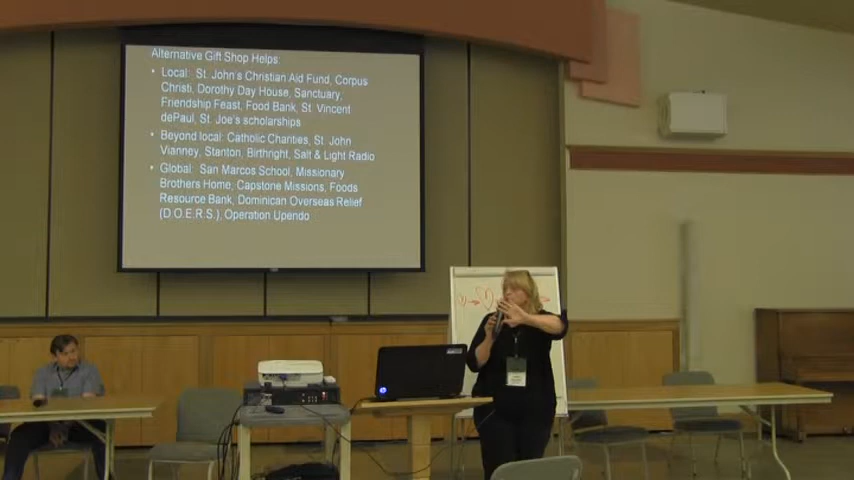 Alternative Gift Shop Helps:
• Local: St. John's Christian Aid Fund, Corpus
Christi, Dorothy Day House, Sanctuary,
Friendship Feast, Food Bank, St. Vincent
dePaul, St. Joe's scholarships
• Beyond local: Catholic Charities, St. John
Vianney, Stanton, Birthright, Salt & Light Radio
• Global: San Marcos School, Missionary
Brothers Home, Capstone Missions, Foods
Resource Bank, Dominican Overseas Relief
(D.O.E.R.S.), Operation Upendo
hp